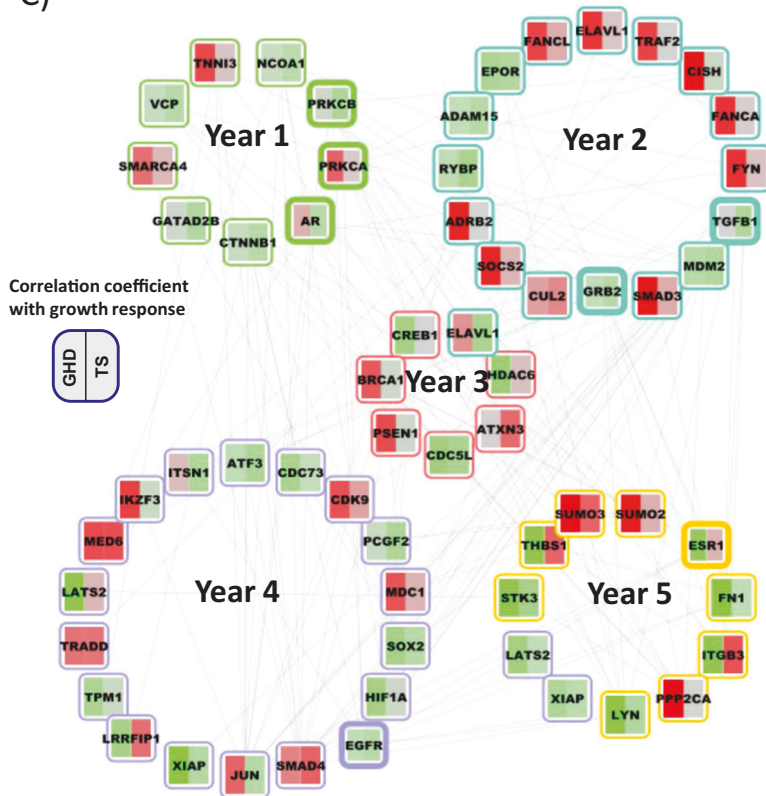 C)
TNNI3
NCOA1
VCP
PRKCB
Year 1
SMARCA4
PRKCA
GATAD2B
AR
CTNNB1
ELAVL1
FANCL
TRAF2
EPOR
CISH
ADAM15
FANCA
Year 2
RYBP
FYN
ADRB2
TGFB1
SOCS2
MDM2
CUL2
GRB2
SMAD3
Correlation coefficient
with growth response
GHD
TS
CREB1
ELAVL1
BRCA1
Year 3
HDAC6
PSEN1
ATXN3
CDC5L
ITSN1
ATF3
CDC73
IKZF3
CDK9
MED6
PCGF2
LATS2
Year 4
MDC1
TRADD
SOX2
TPM1
HIF1A
LRRFIP1
EGFR
XIAP
JUN
SMAD4
SUMO3
SUMO2
THBS1
ESR1
STK3
Year 5
FN1
LATS2
ITGB3
XIAP
PPP2CA
LYN